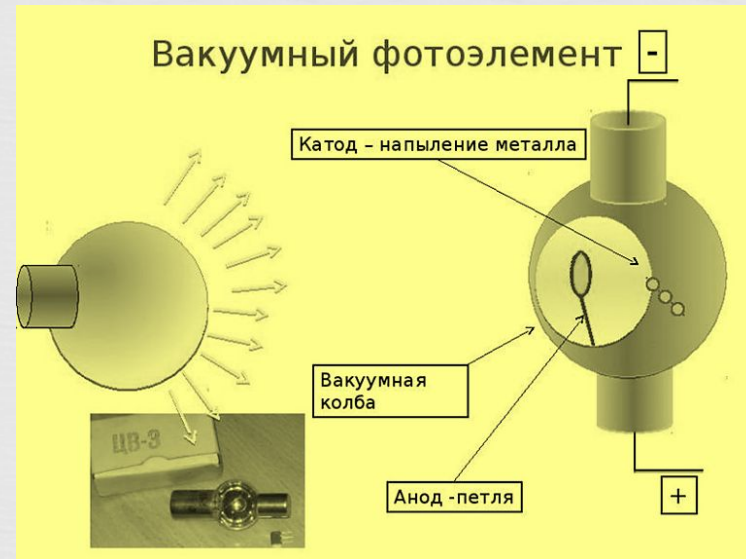 Вакуумный фотоэлемент
-
Катод – напыление металла
Вакуумная
колба
ЦВ-3
Анод -петля
+